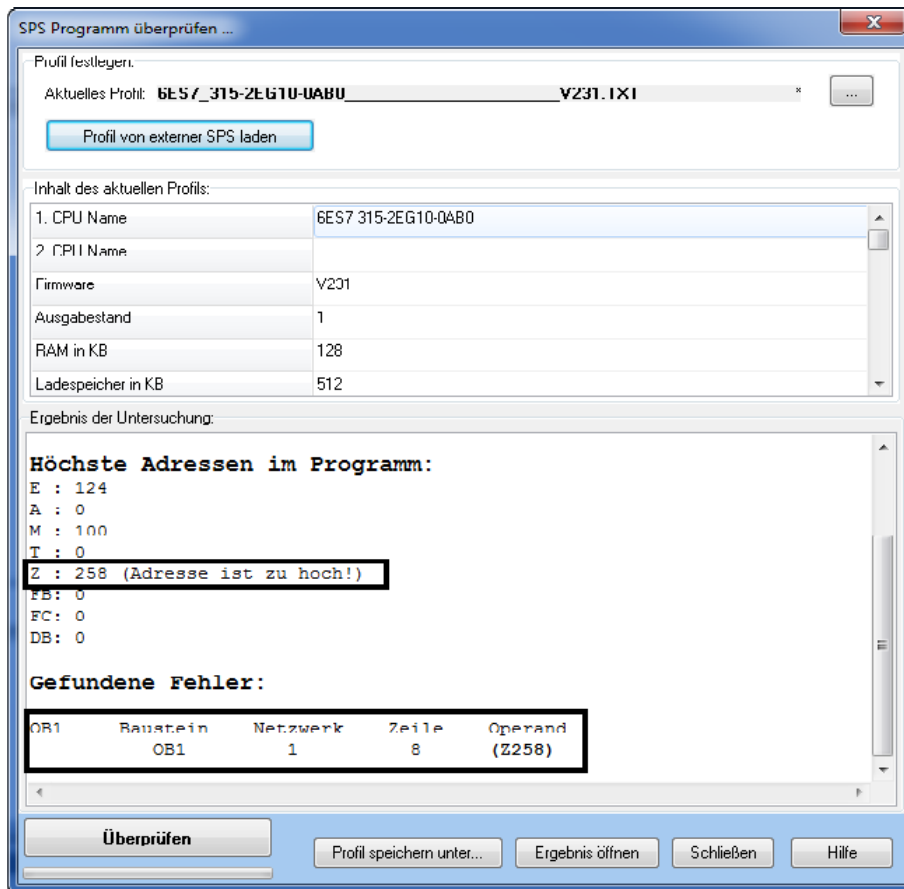 SPS Programm überprüfen ...
Profil festlegen:
Aktuelles Profil: 6ES7_315-2EG10-0AB0____________________V231.TXT * ...
Profil von externer SPS laden
Inhalt des aktuellen Profils:
1. CPU Name 6ES7 315-2EG10-0AB0
2. CPU Name
Firmware V231
Ausgabestand 1
RAM in KB 128
Ladespeicher in KB 512
Ergebnis der Untersuchung:
Höchste Adressen im Programm:
E : 124
A : 0
M : 100
T : 0
Z : 258 (Adresse ist zu hoch!)
FB: 0
FC: 0
DB: 0
Gefundene Fehler:
OB1 Baustein Netzwerk Zeile Operand
OB1 1 8 (Z258)
Überprüfen Profil speichern unter... Ergebnis öffnen Schließen Hilfe